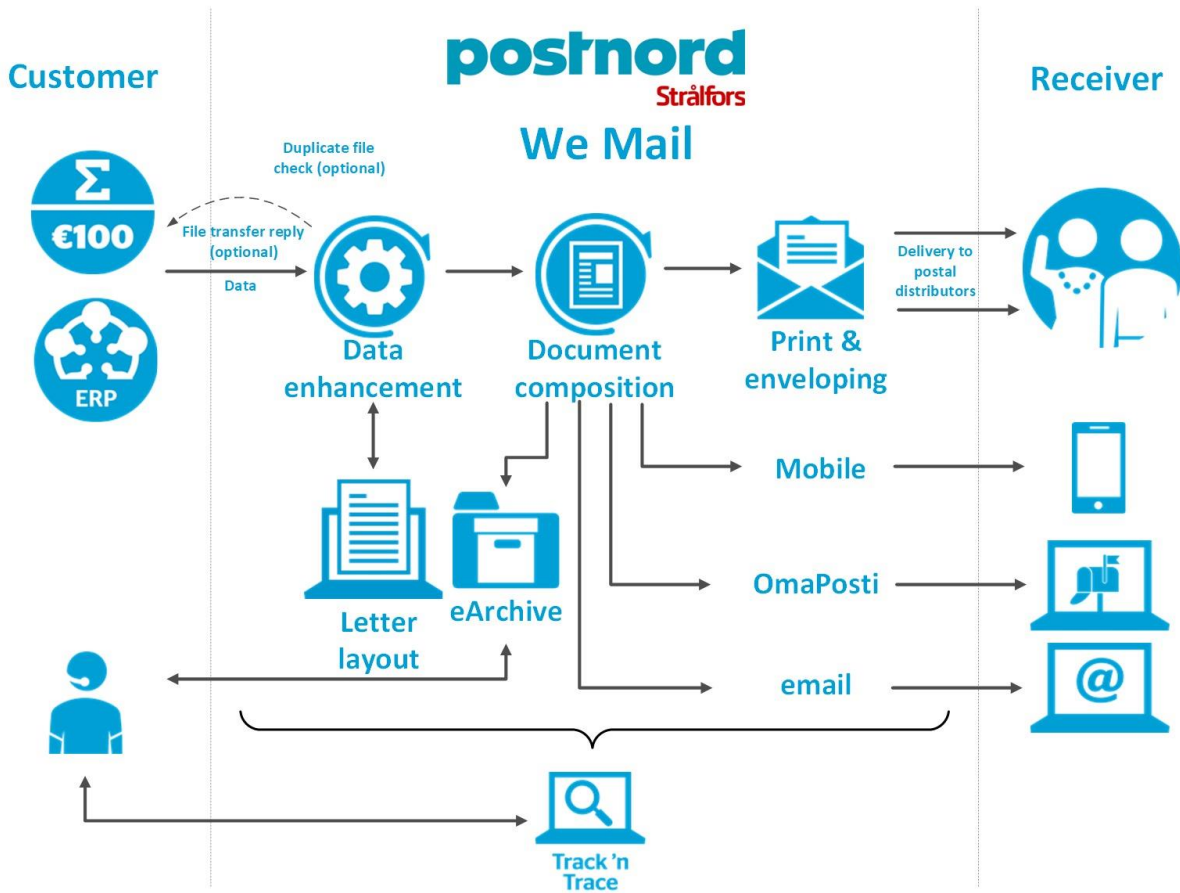 Customer
postnord
Strålfors
We Mail
Receiver
Duplicate file
check (optional)
Σ
€100
File transfer reply
(optional)
Data
ERP
Data
enhancement
Document
composition
Print &
enveloping
Delivery to
postal
distributors
Mobile
OmaPosti
email
@
Letter
layout
eArchive
Track 'n
Trace